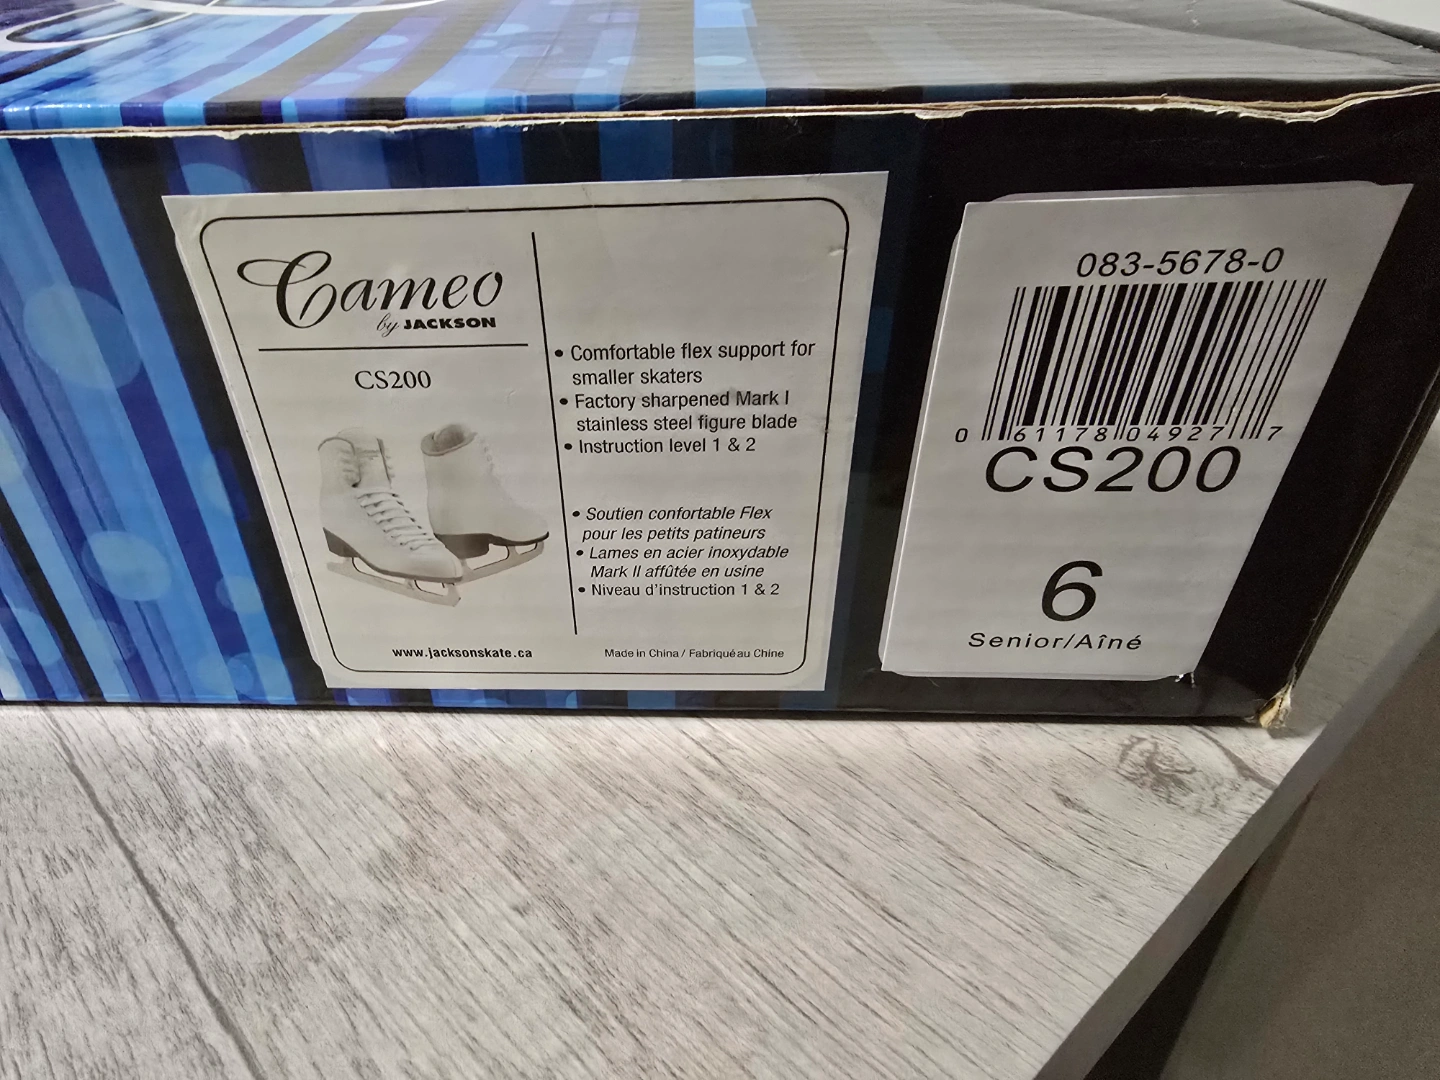 Cameo
by JACKSON
CS200
• Comfortable flex support for
smaller skaters
• Factory sharpened Mark I
stainless steel figure blade
• Instruction level 1 & 2
• Soutien confortable Flex
pour les petits patineurs
• Lames en acier inoxydable
Mark II affûtée en usine
• Niveau d'instruction 1 & 2
www.jacksonskate.ca
Made in China / Fabriqué au Chine
083-5678-0
0 61178 04927 7
CS200
6
Senior/Aîné